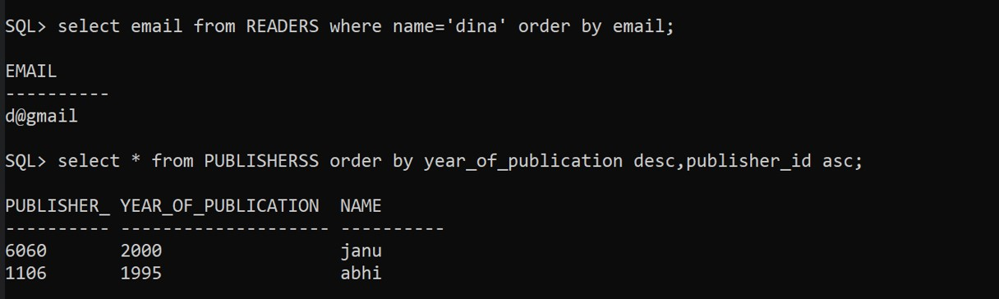 SQL> select email from READERS where name='dina' order by email;
EMAIL
----------
d@gmail
SQL> select * from PUBLISHERSS order by year_of_publication desc,publisher_id asc;
PUBLISHER_ YEAR_OF_PUBLICATION  NAME
---------- -------------------- ----------
6060       2000                 janu
1106       1995                 abhi